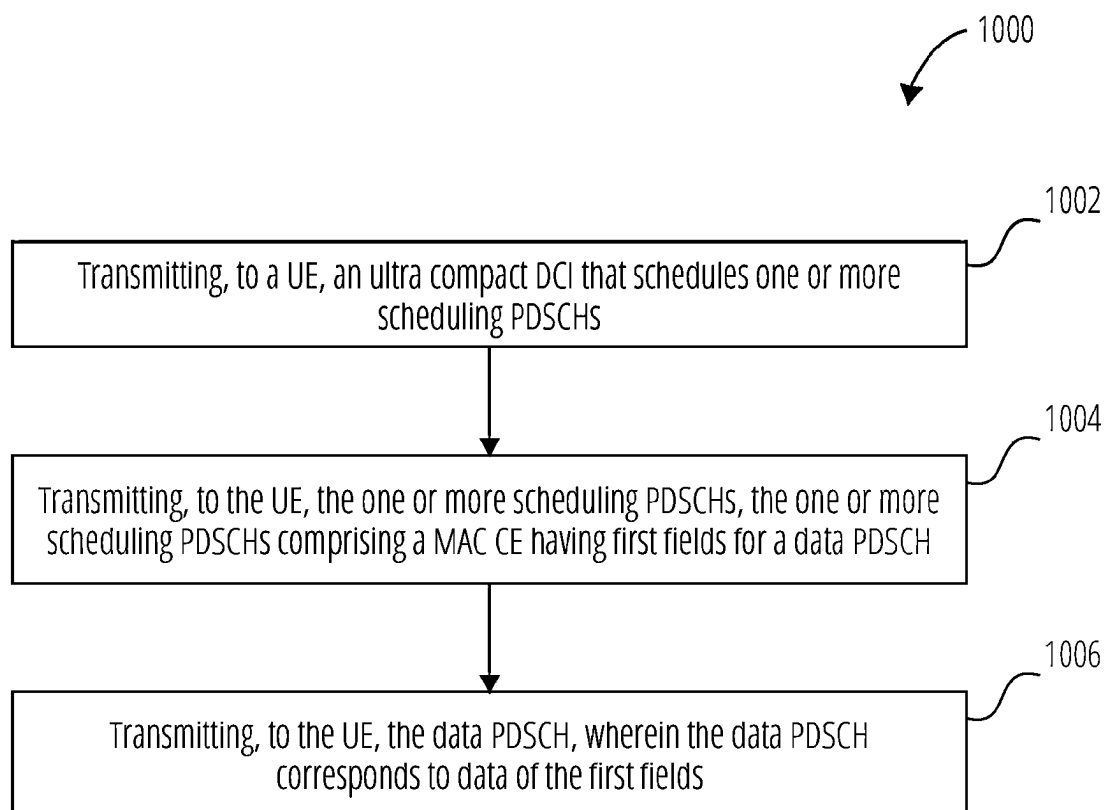 1000
1002
Transmitting, to a UE, an ultra compact DCI that schedules one or more
scheduling PDSCHs
1004
Transmitting, to the UE, the one or more scheduling PDSCHs, the one or more
scheduling PDSCHs comprising a MAC CE having first fields for a data PDSCH
1006
Transmitting, to the UE, the data PDSCH, wherein the data PDSCH
corresponds to data of the first fields